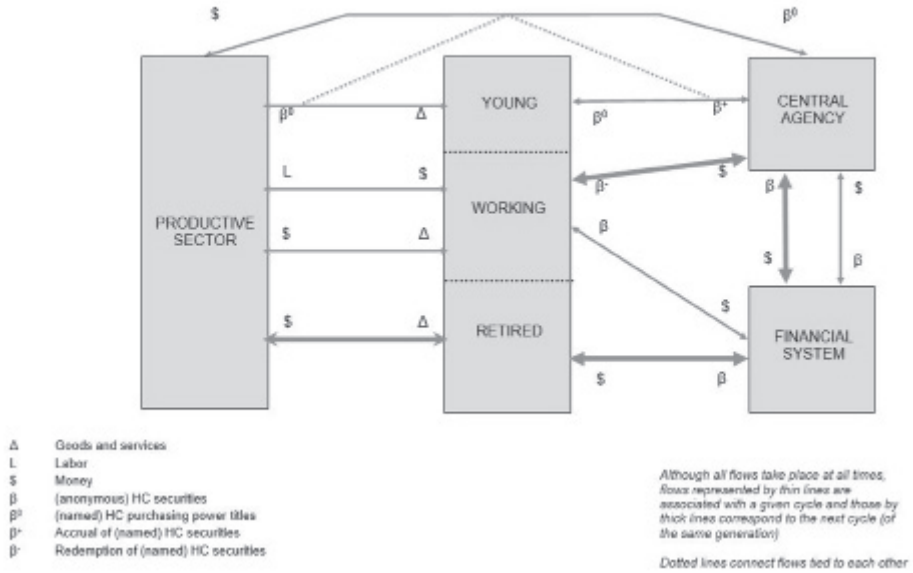 $ β⁰
YOUNG
CENTRAL
AGENCY
β⁰ Δ β⁰ β⁺
L $ β⁻ $ β $
WORKING
PRODUCTIVE
SECTOR
$ Δ β
$ β
$
$ Δ
RETIRED
FINANCIAL
SYSTEM
$ β
Δ Goods and services
L Labor
$ Money
β (anonymous) HC securities
β⁰ (named) HC purchasing power titles
β⁺ Accrual of (named) HC securities
β⁻ Redemption of (named) HC securities
Although all flows take place at all times,
flows represented by thin lines are
associated with a given cycle and those by
thick lines correspond to the next cycle (of
the same generation)
Dotted lines connect flows tied to each other